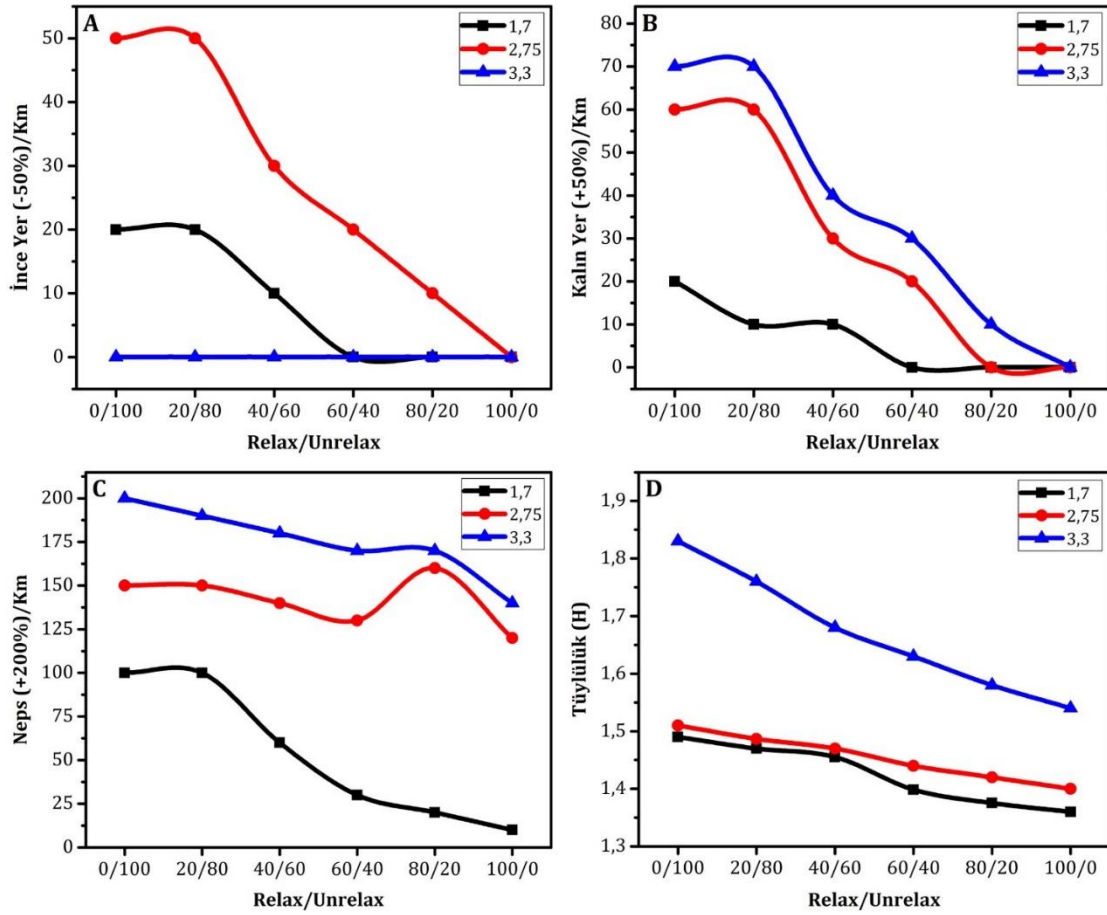 A
1,7
2,75
3,3
İnce Yer (-50%)/Km
50
40
30
20
10
0
0/100 20/80 40/60 60/40 80/20 100/0
Relax/Unrelax
B
1,7
2,75
3,3
Kalın Yer (+50%)/Km
80
70
60
50
40
30
20
10
0
0/100 20/80 40/60 60/40 80/20 100/0
Relax/Unrelax
C
1,7
2,75
3,3
Neps (+200%)/Km
200
175
150
125
100
75
50
25
0
0/100 20/80 40/60 60/40 80/20 100/0
Relax/Unrelax
D
1,7
2,75
3,3
Tüylülük (H)
1,9
1,8
1,7
1,6
1,5
1,4
1,3
0/100 20/80 40/60 60/40 80/20 100/0
Relax/Unrelax